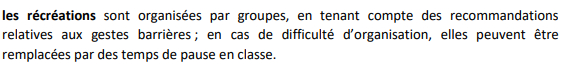 les récréations sont organisées par groupes, en tenant compte des recommandations
relatives aux gestes barrières ; en cas de difficulté d’organisation, elles peuvent être
remplacées par des temps de pause en classe.